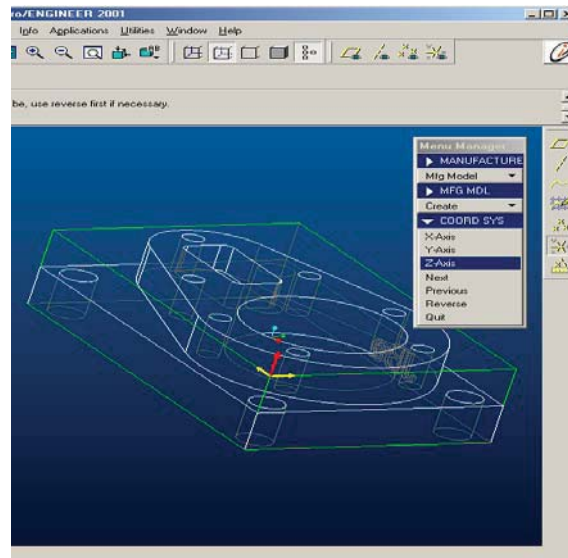 ro/ENGINEER 2001
Info Applications Utilities Window Help
be, use reverse first if necessary.
Menu Manager
MANUFACTURE
Mfg Model
MFG MDL
Create
COORD SYS
X-Axis
Y-Axis
Z-Axis
Next
Previous
Reverse
Quit